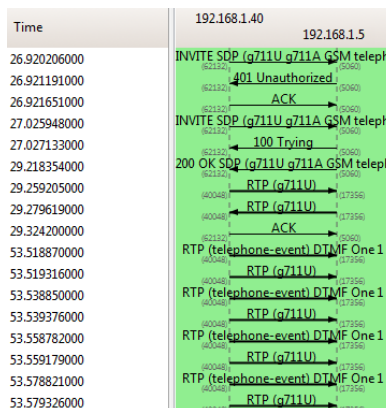 Time
192.168.1.40
192.168.1.5
26.920206000 INVITE SDP (g711U g711A GSM teleph
(62132) (5060)
26.921191000 401 Unauthorized
(62132) (5060)
26.921651000 ACK
(62132) (5060)
27.025948000 INVITE SDP (g711U g711A GSM teleph
(62132) (5060)
27.027133000 100 Trying
(62132) (5060)
29.218354000 200 OK SDP (g711U g711A GSM teleph
(62132) (5060)
29.259205000 RTP (g711U)
(40048) (17356)
29.279619000 RTP (g711U)
(40048) (17356)
29.324200000 ACK
(62132) (5060)
53.518870000 RTP (telephone-event) DTMF One 1
(40048) (17356)
53.519316000 RTP (g711U)
(40048) (17356)
53.538850000 RTP (telephone-event) DTMF One 1
(40048) (17356)
53.539376000 RTP (g711U)
(40048) (17356)
53.558782000 RTP (telephone-event) DTMF One 1
(40048) (17356)
53.559179000 RTP (g711U)
(40048) (17356)
53.578821000 RTP (telephone-event) DTMF One 1
(40048) (17356)
53.579326000 RTP (g711U)
(40048) (17356)